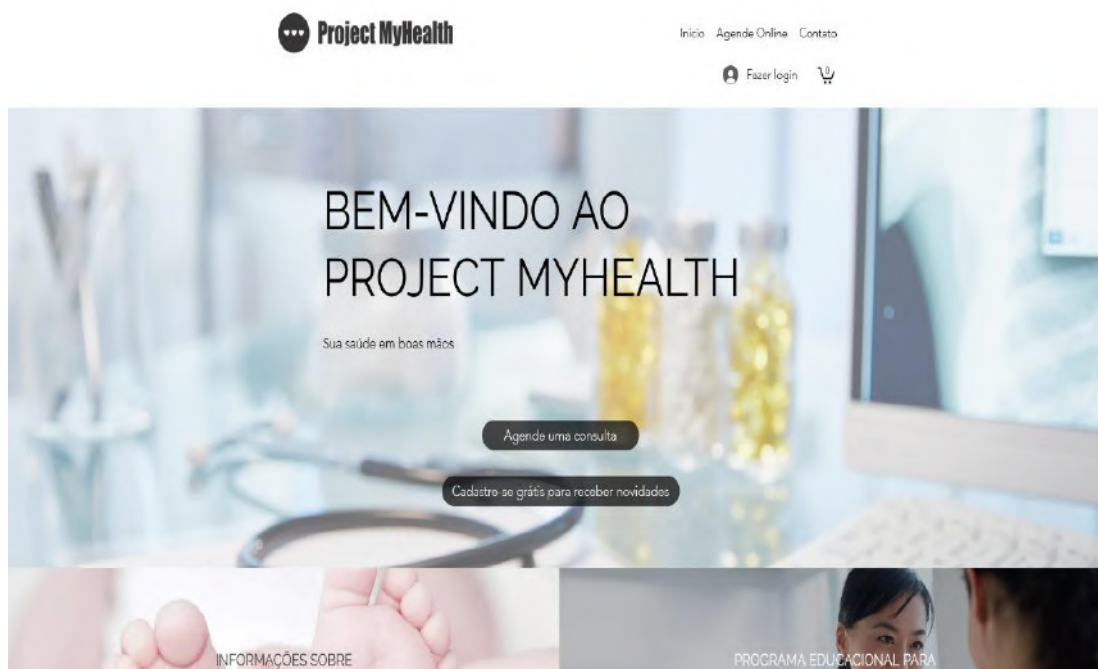 Project MyHealth
Inicio Agende Online Contato
Fazer login 0
BEM-VINDO AO
PROJECT MYHEALTH
Sua saúde em boas mãos
Agende uma consulta
Cadastre-se grátis para receber novidades
INFORMAÇÕES SOBRE
PROGRAMA EDUCACIONAL PARA